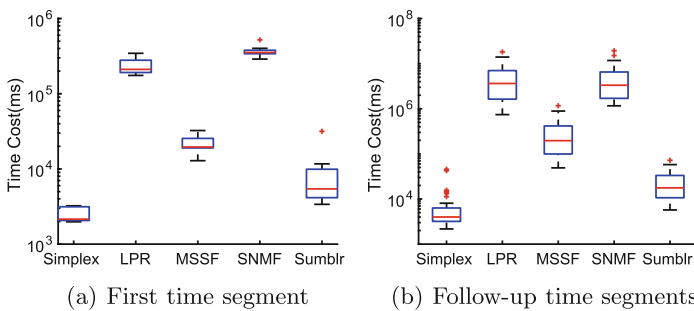 10^6
10^5
10^4
10^3
Time Cost(ms)
Simplex LPR MSSF SNMF Sumblr
(a) First time segment
10^8
10^6
10^4
Time Cost(ms)
Simplex LPR MSSF SNMF Sumblr
(b) Follow-up time segments